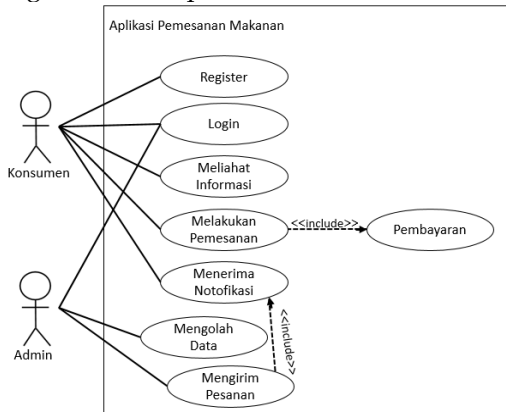 Aplikasi Pemesanan Makanan
Register
Login
Konsumen
Meliahat
Informasi
Melakukan
Pemesanan
<<include>>
Pembayaran
Menerima
Notofikasi
<<include>>
Mengolah
Data
Admin
Mengirim
Pesanan